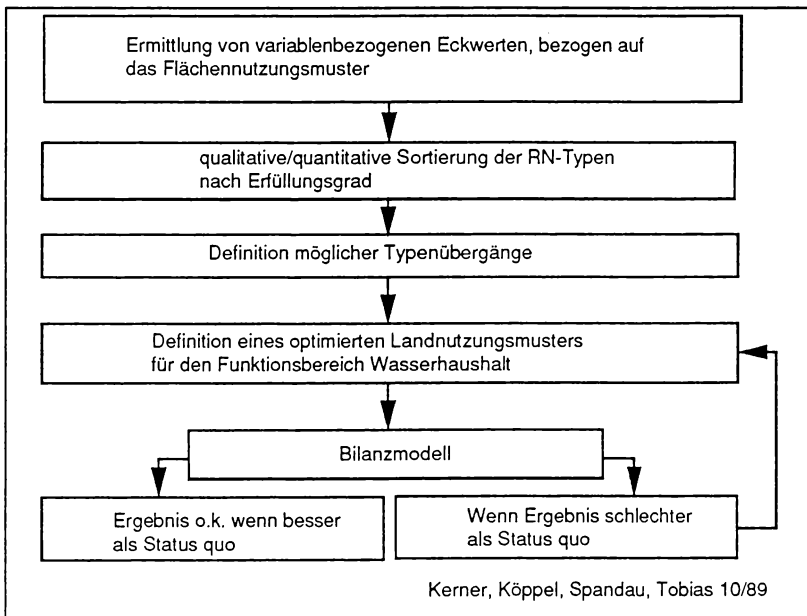 Ermittlung von variablenbezogenen Eckwerten, bezogen auf
das Flächennutzungsmuster
qualitative/quantitative Sortierung der RN-Typen
nach Erfüllungsgrad
Definition möglicher Typenübergänge
Definition eines optimierten Landnutzungsmusters
für den Funktionsbereich Wasserhaushalt
Bilanzmodell
Ergebnis o.k. wenn besser
als Status quo
Wenn Ergebnis schlechter
als Status quo
Kerner, Köppel, Spandau, Tobias 10/89